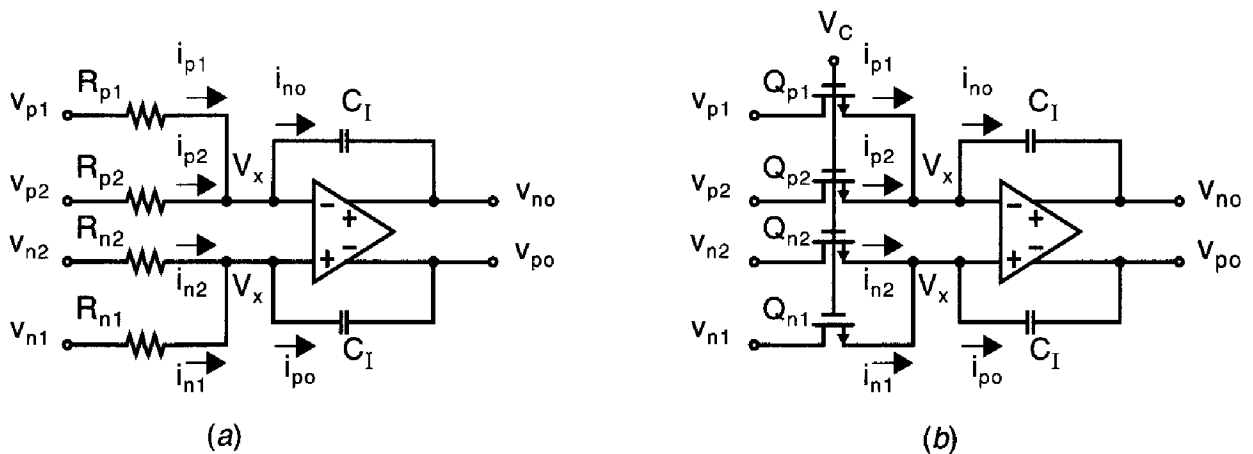 i_p1
R_p1
v_p1
i_no
C_I
i_p2
R_p2
V_x
v_p2
−
+
v_no
R_n2
v_n2
+
−
v_po
i_n2
V_x
R_n1
v_n1
C_I
i_n1
i_po
(a)
V_C
i_p1
Q_p1
v_p1
i_no
C_I
i_p2
Q_p2
V_x
v_p2
−
+
v_no
Q_n2
v_n2
+
−
v_po
i_n2
V_x
Q_n1
v_n1
C_I
i_n1
i_po
(b)